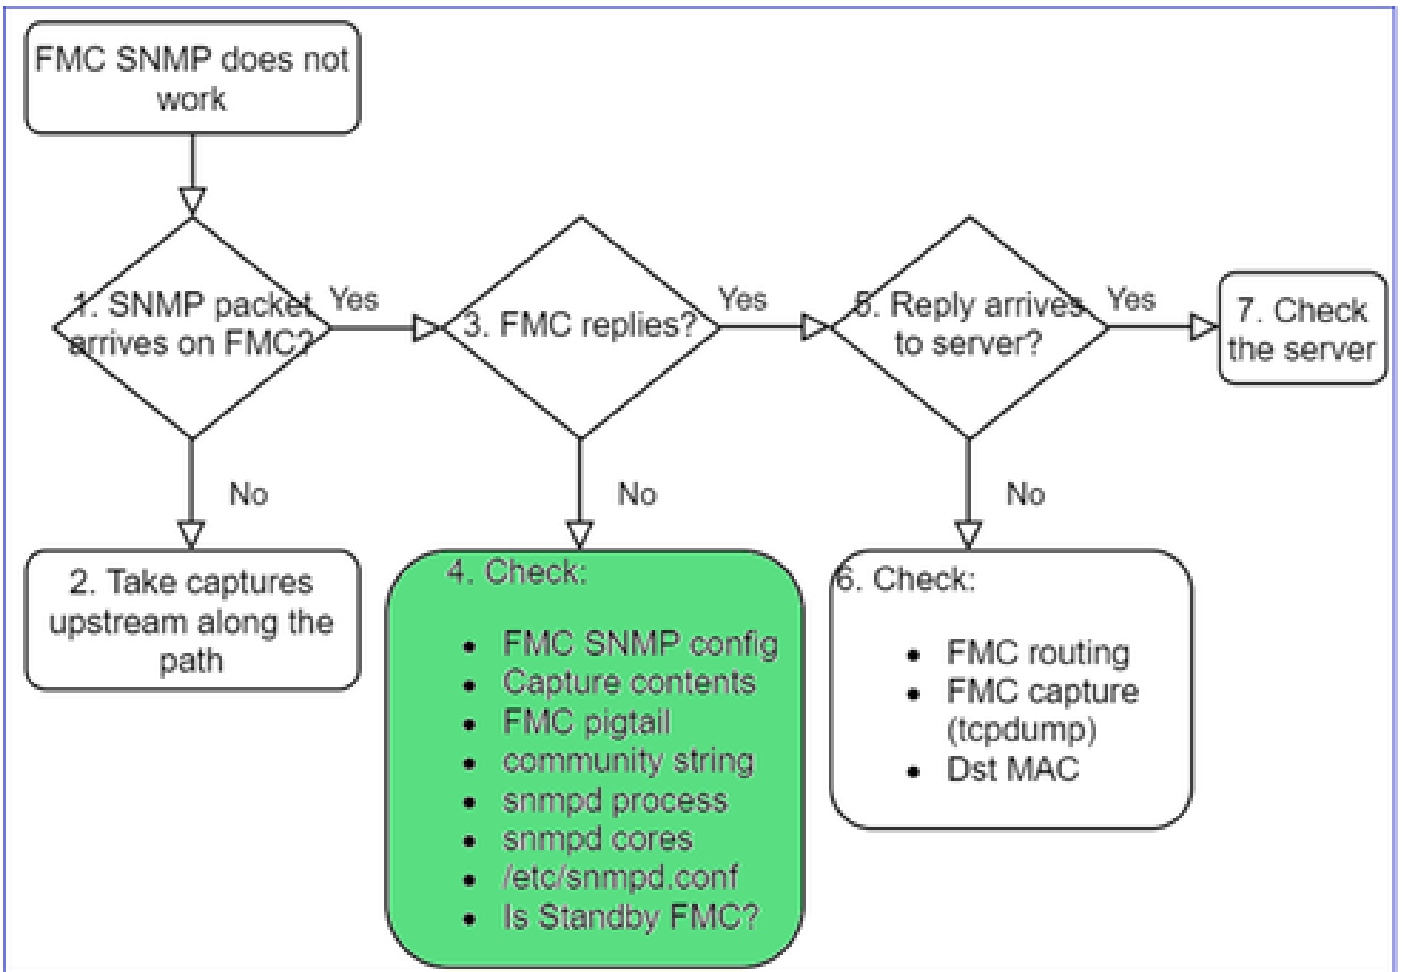 FMC SNMP does not
work
1. SNMP packet
arrives on FMC?
Yes
3. FMC replies?
Yes
5. Reply arrives
to server?
Yes
7. Check
the server
No
No
No
2. Take captures
upstream along the
path
4. Check:
• FMC SNMP config
• Capture contents
• FMC pigtail
• community string
• snmpd process
• snmpd cores
• /etc/snmpd.conf
• Is Standby FMC?
6. Check:
• FMC routing
• FMC capture
(tcpdump)
• Dst MAC